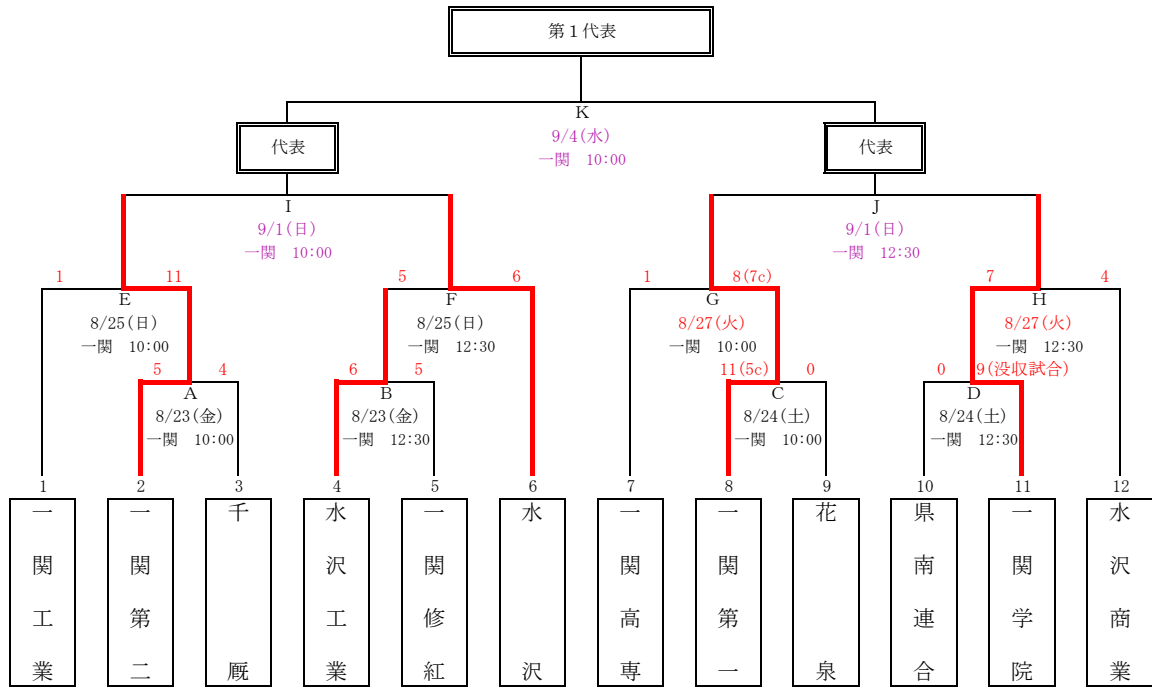 第１代表
K
9/4(水)
一関　10:00
代表
代表
I
9/1(日)
一関　10:00
J
9/1(日)
一関　12:30
1
11
5
6
1
8(7c)
7
4
E
8/25(日)
一関　10:00
F
8/25(日)
一関　12:30
G
8/27(火)
一関　10:00
H
8/27(火)
一関　12:30
5
4
6
5
11(5c)
0
0
9(没収試合)
A
8/23(金)
一関　10:00
B
8/23(金)
一関　12:30
C
8/24(土)
一関　10:00
D
8/24(土)
一関　12:30
1
2
3
4
5
6
7
8
9
10
11
12
一関工業
一関第二
千厩
水沢工業
一関修紅
水沢
一関高専
一関第一
花泉
県南連合
一関学院
水沢商業